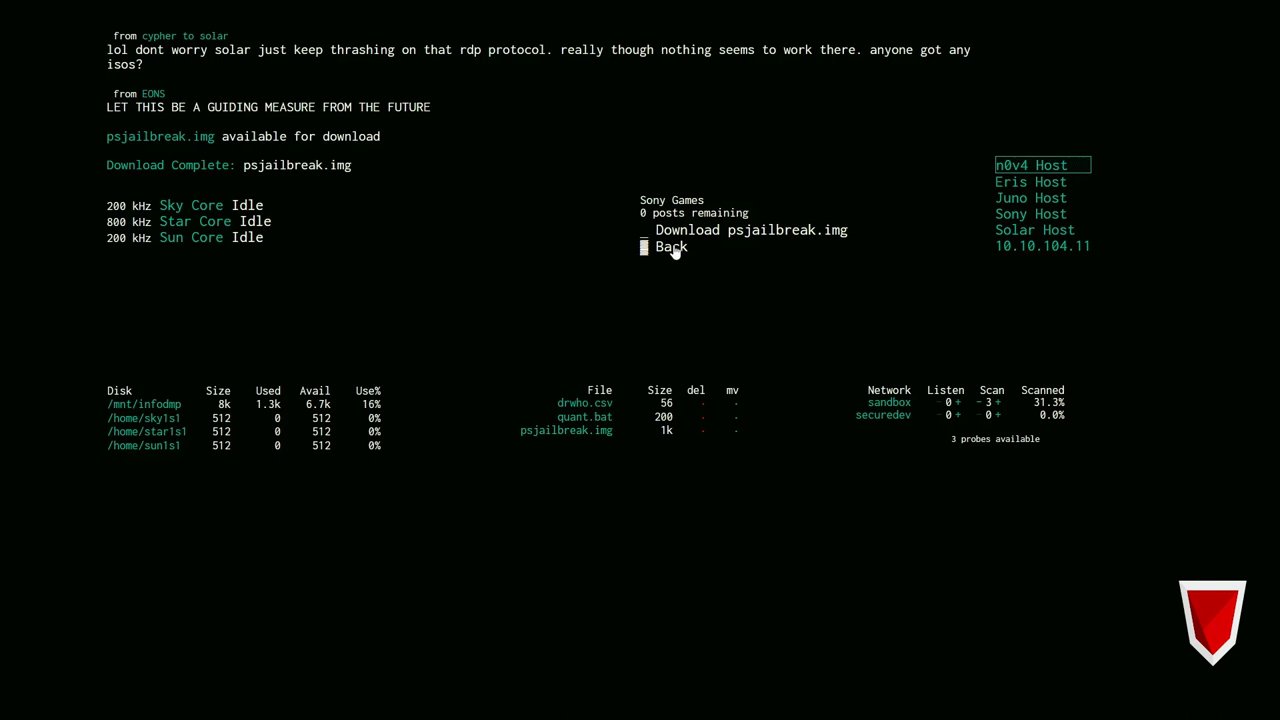 from cypher to solar
lol dont worry solar just keep thrashing on that rdp protocol. really though nothing seems to work there. anyone got any
isos?
from EONS
LET THIS BE A GUIDING MEASURE FROM THE FUTURE
psjailbreak.img available for download
Download Complete: psjailbreak.img
200 kHz Sky Core Idle
800 kHz Star Core Idle
200 kHz Sun Core Idle
Sony Games
0 posts remaining
_ Download psjailbreak.img
Back
n0v4 Host
Eris Host
Juno Host
Sony Host
Solar Host
10.10.104.11
Disk Size Used Avail Use%
/mnt/infodmp 8k 1.3k 6.7k 16%
/home/sky1s1 512 0 512 0%
/home/star1s1 512 0 512 0%
/home/sun1s1 512 0 512 0%
File Size del mv
drwho.csv 56 . .
quant.bat 200 . .
psjailbreak.img 1k . .
Network Listen Scan Scanned
sandbox - 0 + - 3 + 31.3%
securedev - 0 + - 0 + 0.0%
3 probes available